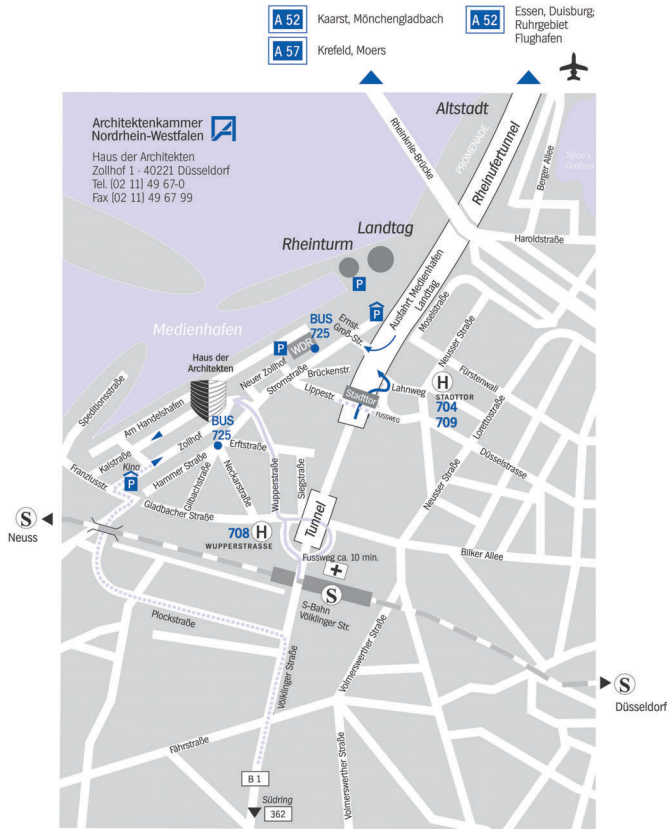 A 52
Kaarst, Mönchengladbach
A 57
Krefeld, Moers
A 52
Essen, Duisburg,
Ruhrgebiet
Flughafen
Architektenkammer
Nordrhein-Westfalen
Haus der Architekten
Zollhof 1 · 40221 Düsseldorf
Tel. (02 11) 49 67-0
Fax (02 11) 49 67 99
Altstadt
PROMENADE
Rheinufertunnel
Rheinknie-Brücke
Berger Allee
Spee's
Graben
Haroldstraße
Landtag
Rheinturm
P
P
Ausfahrt Medienhafen
Landtag
Moselstraße
Neusser Straße
Fürstenwall
Medienhafen
BUS
725
Ernst-
Groß-Str.
P
WDR
Haus der
Architekten
Neuer Zollhof
Stromstraße
Brückenstr.
Lippestr.
Stadttor
Lahnweg
H
STADTTOR
704
709
Lorettostraße
FUSSWEG
Düsselstrasse
Speditionsstraße
Am Handelshafen
BUS
725
Kaistraße
Zollhof
Kino
P
Franziusstr.
Hammer Straße
Erftstraße
Gilbachstraße
Neckarstraße
Wupperstraße
Siegstraße
Neusser Straße
Gladbacher Straße
Tunnel
S
Neuss
708
H
WUPPERSTRASSE
Bilker Allee
Fussweg ca. 10 min.
S
S-Bahn
Völklinger Str.
Plockstraße
Völklinger Straße
Volmerswerther Straße
S
Düsseldorf
Fährstraße
Volmerswerther Straße
B 1
Südring
362